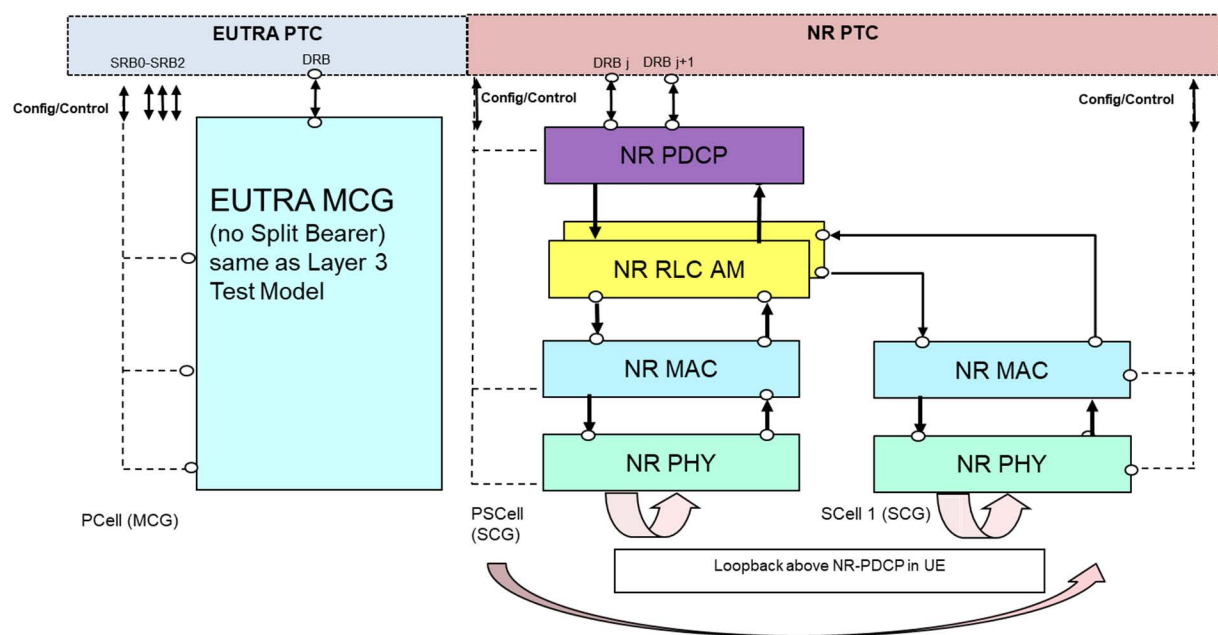 EUTRA PTC
NR PTC
SRB0-SRB2
DRB
DRB j
DRB j+1
Config/Control
Config/Control
Config/Control
NR PDCP
EUTRA MCG
(no Split Bearer)
same as Layer 3
Test Model
NR RLC AM
NR MAC
NR MAC
NR PHY
NR PHY
PCell (MCG)
PSCell
(SCG)
SCell 1 (SCG)
Loopback above NR-PDCP in UE